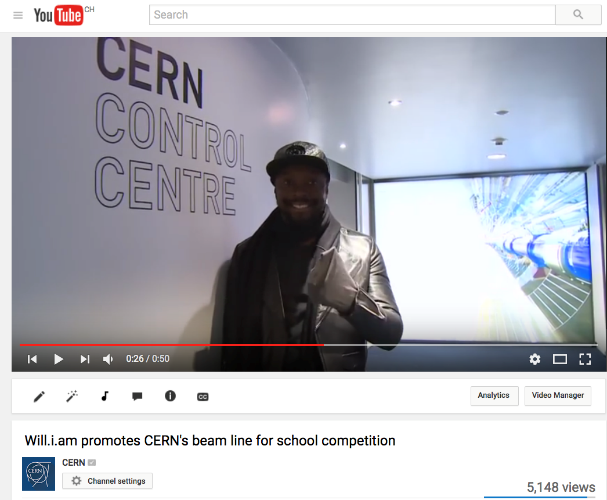 YouTube CH
Search
CERN
CONTROL
CENTRE
0:26 / 0:50
CC
Analytics
Video Manager
Will.i.am promotes CERN's beam line for school competition
CERN
Channel settings
5,148 views